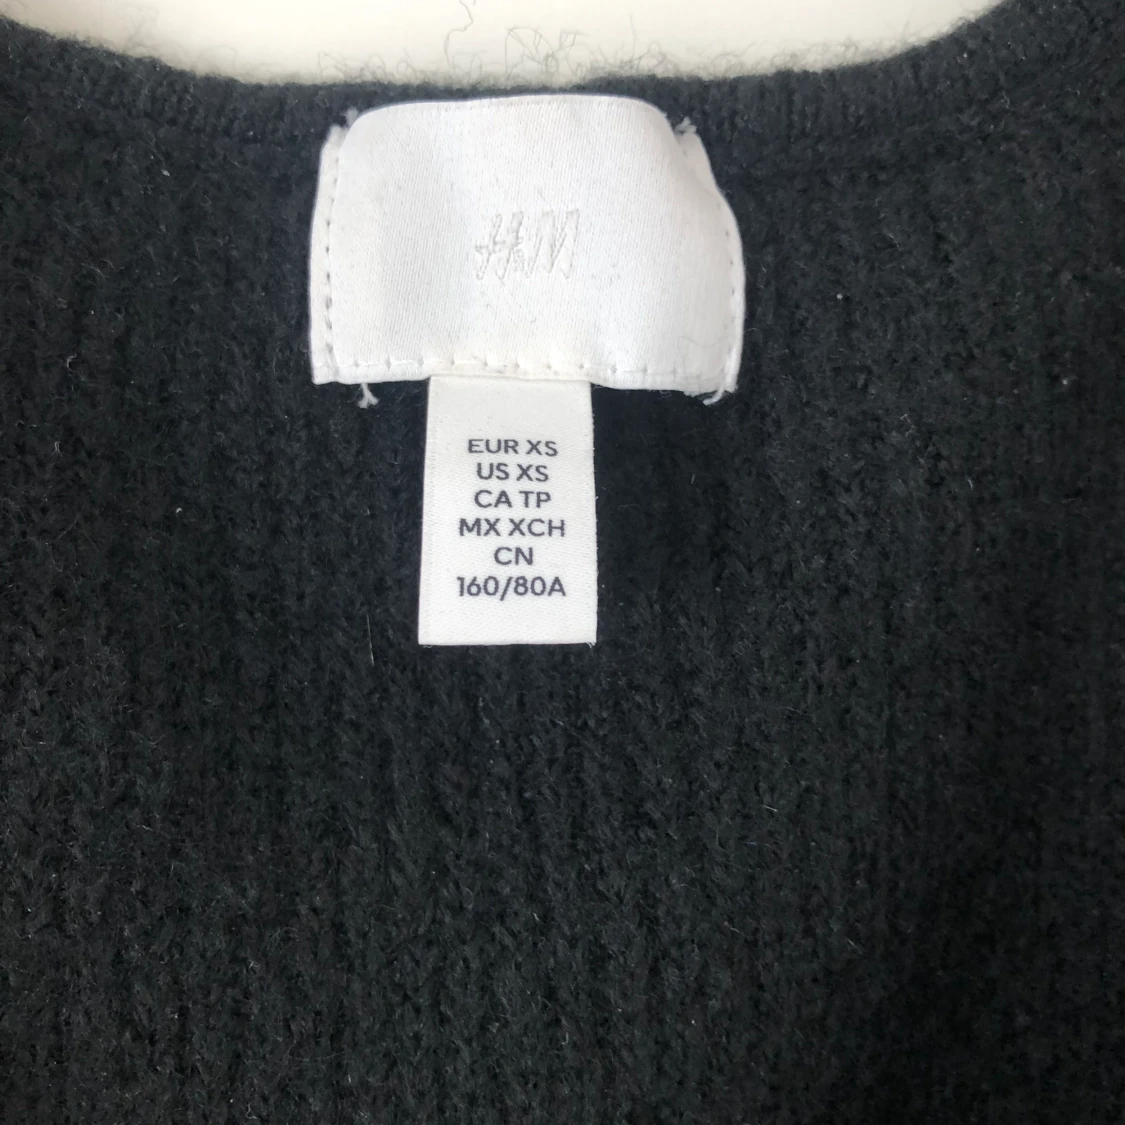 H&M
EUR XS
US XS
CA TP
MX XCH
CN
160/80A